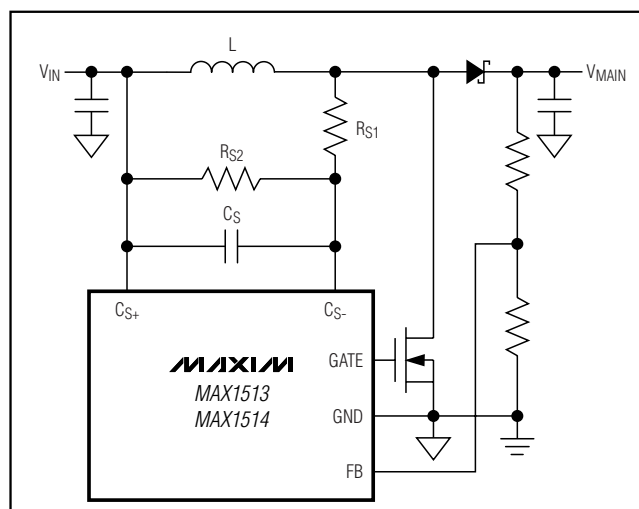 L
VIN
VMAIN
RS1
RS2
CS
CS+
CS-
MAXIM
MAX1513
MAX1514
GATE
GND
FB